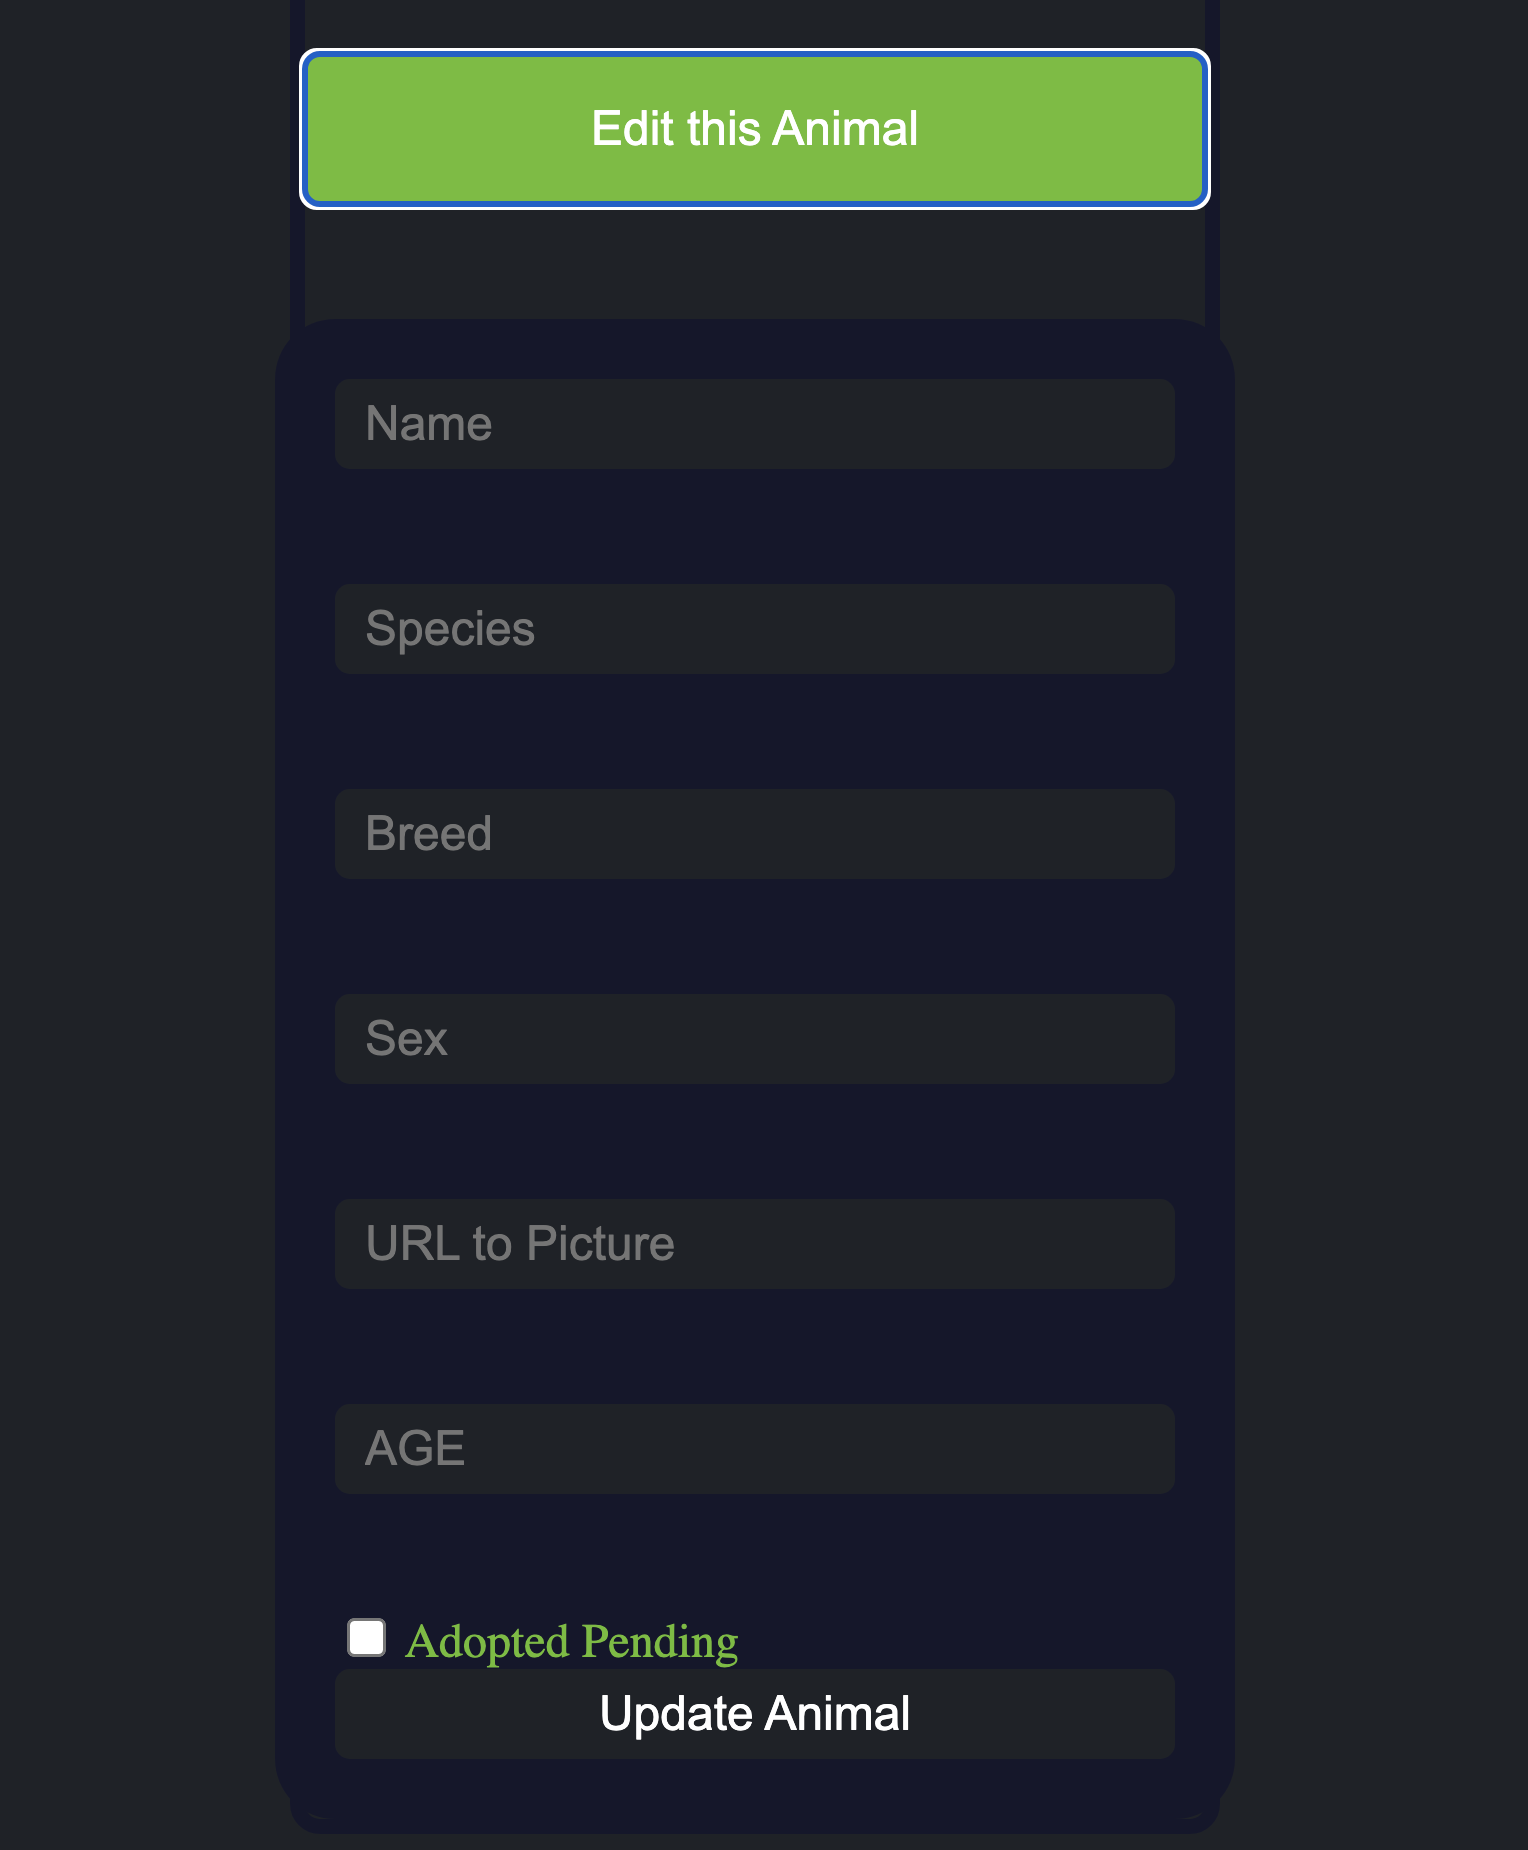 Edit this Animal
Name
Species
Breed
Sex
URL to Picture
AGE
Adopted Pending
Update Animal